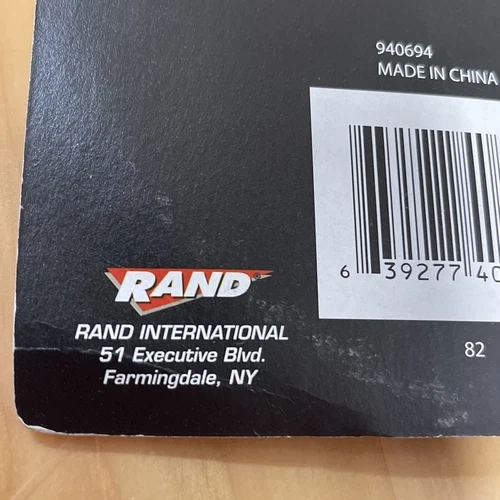 940694
MADE IN CHINA
6 39277 40
82
RAND®
RAND INTERNATIONAL
51 Executive Blvd.
Farmingdale, NY